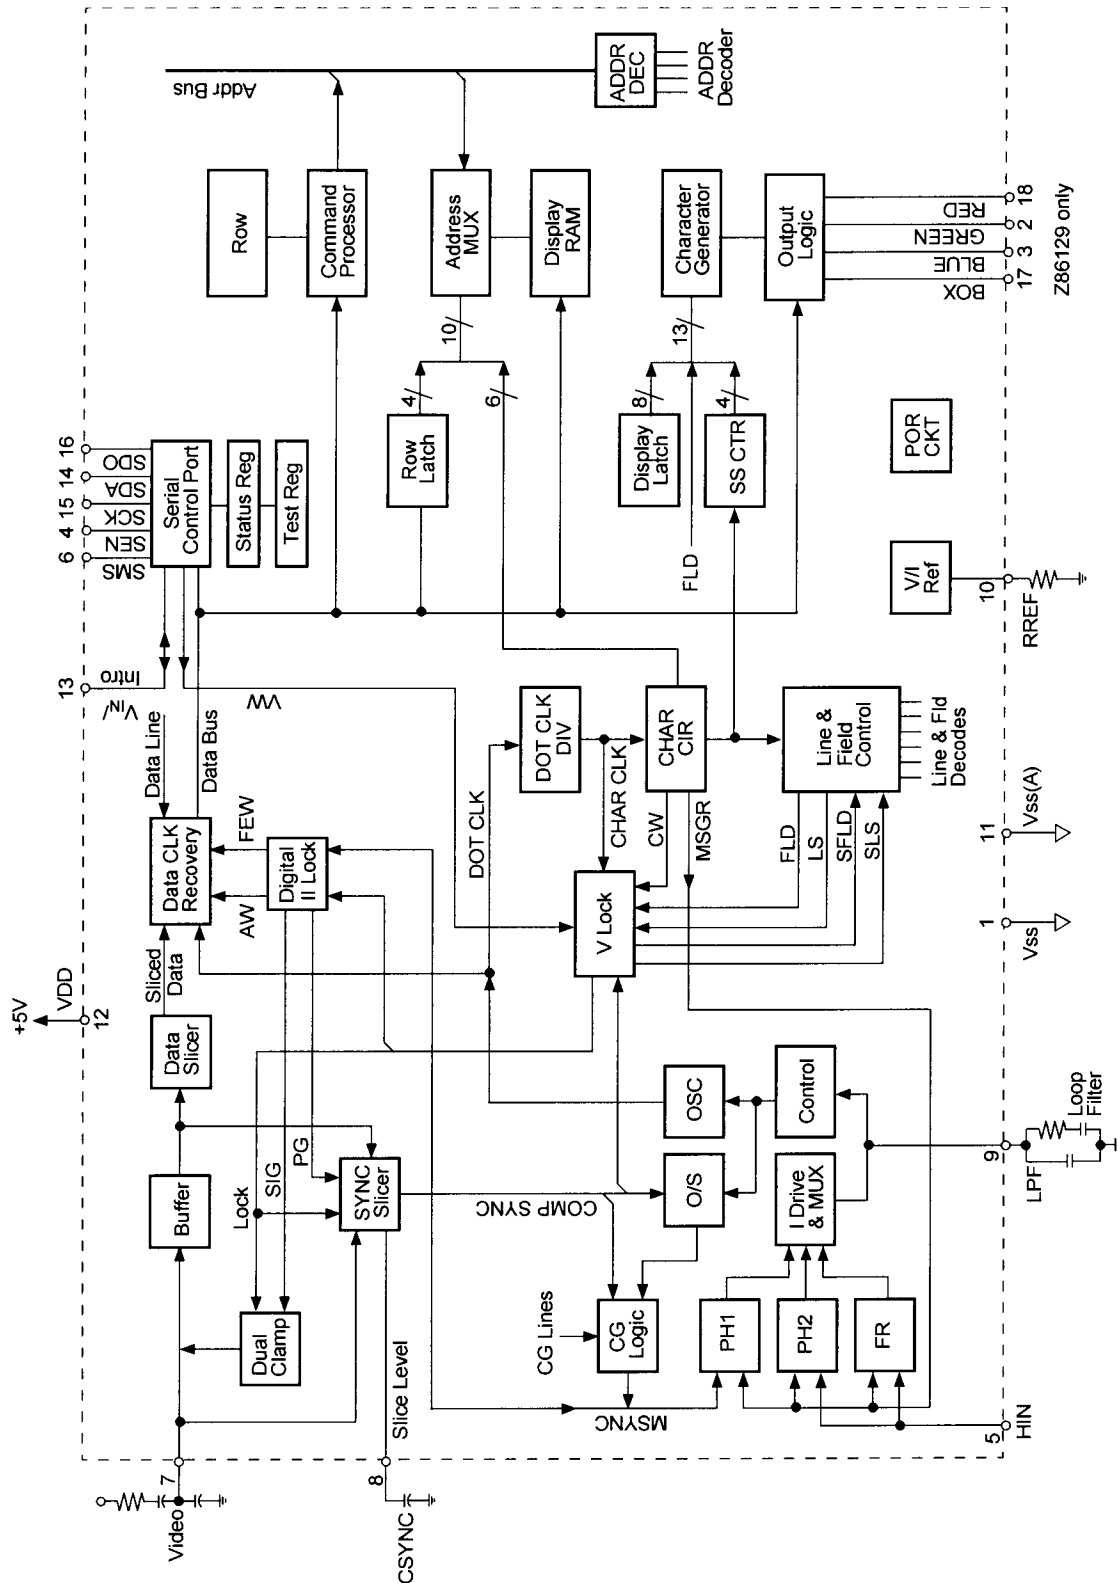 Video
7
CSYNC
8
Slice Level
Dual
Clamp
Buffer
Lock
SIG
PG
SYNC
Slicer
Data
Slicer
Sliced
Data
+5V
VDD
12
Data CLK
Recovery
Data Line
Data Bus
AW
FEW
Digital
II Lock
13
VIN/
Intro
VW
6
4
15
14
16
SMS
SEN
SCK
SDA
SDO
Serial
Control Port
Status Reg
Test Reg
Addr Bus
Row
Command
Processor
Address
MUX
Display
RAM
ADDR
DEC
ADDR
Decoder
10
4
6
Row
Latch
Display
Latch
8
13
4
FLD
SS CTR
Character
Generator
Output
Logic
BOX
BLUE
GREEN
RED
17
3
2
18
Z86129 only
DOT CLK
DOT CLK
DIV
CHAR CLK
CHAR
CIR
CW
MSGR
V Lock
FLD
LS
SFLD
SLS
Line &
Field
Control
Line & Fld
Decodes
COMP SYNC
CG Lines
CG
Logic
MSYNC
O/S
OSC
Control
I Drive
& MUX
PH1
PH2
FR
5
HIN
9
LPF
Loop
Filter
1
Vss
11
Vss(A)
V/I
Ref
10
RREF
POR
CKT